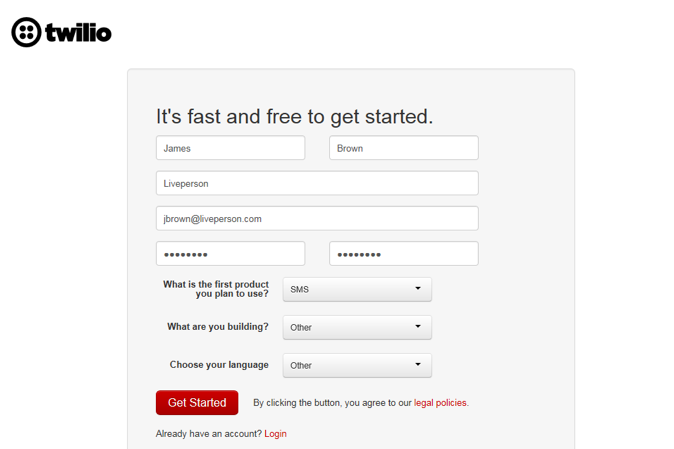 twilio
It's fast and free to get started.
James Brown
Liveperson
jbrown@liveperson.com
•••••••• ••••••••
What is the first product
you plan to use? SMS
What are you building? Other
Choose your language Other
Get Started By clicking the button, you agree to our legal policies.
Already have an account? Login